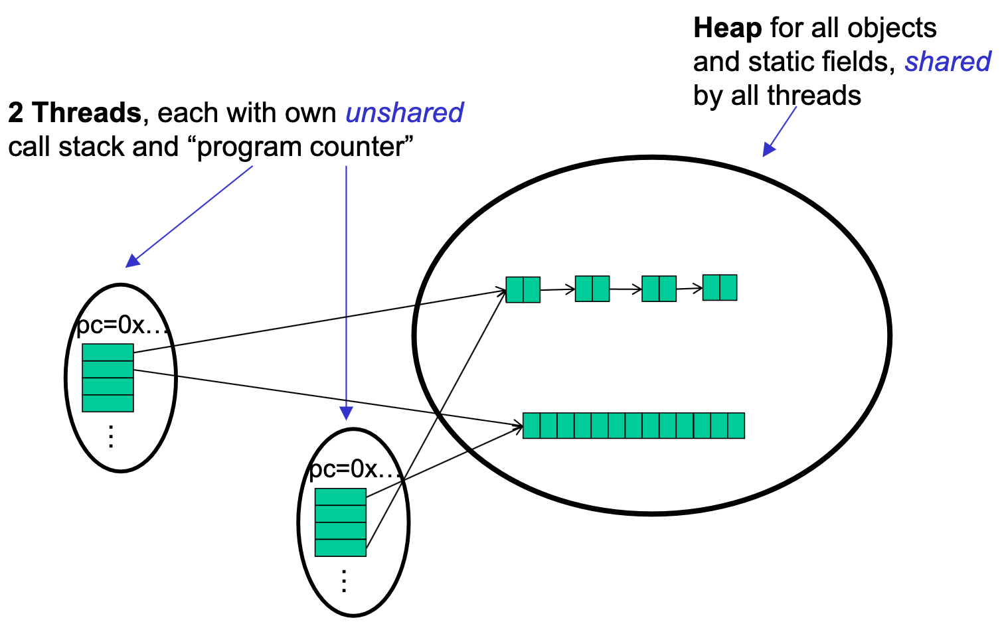 Heap for all objects
and static fields, shared
by all threads
2 Threads, each with own unshared
call stack and “program counter”
pc=0x…
⋮
pc=0x…
⋮